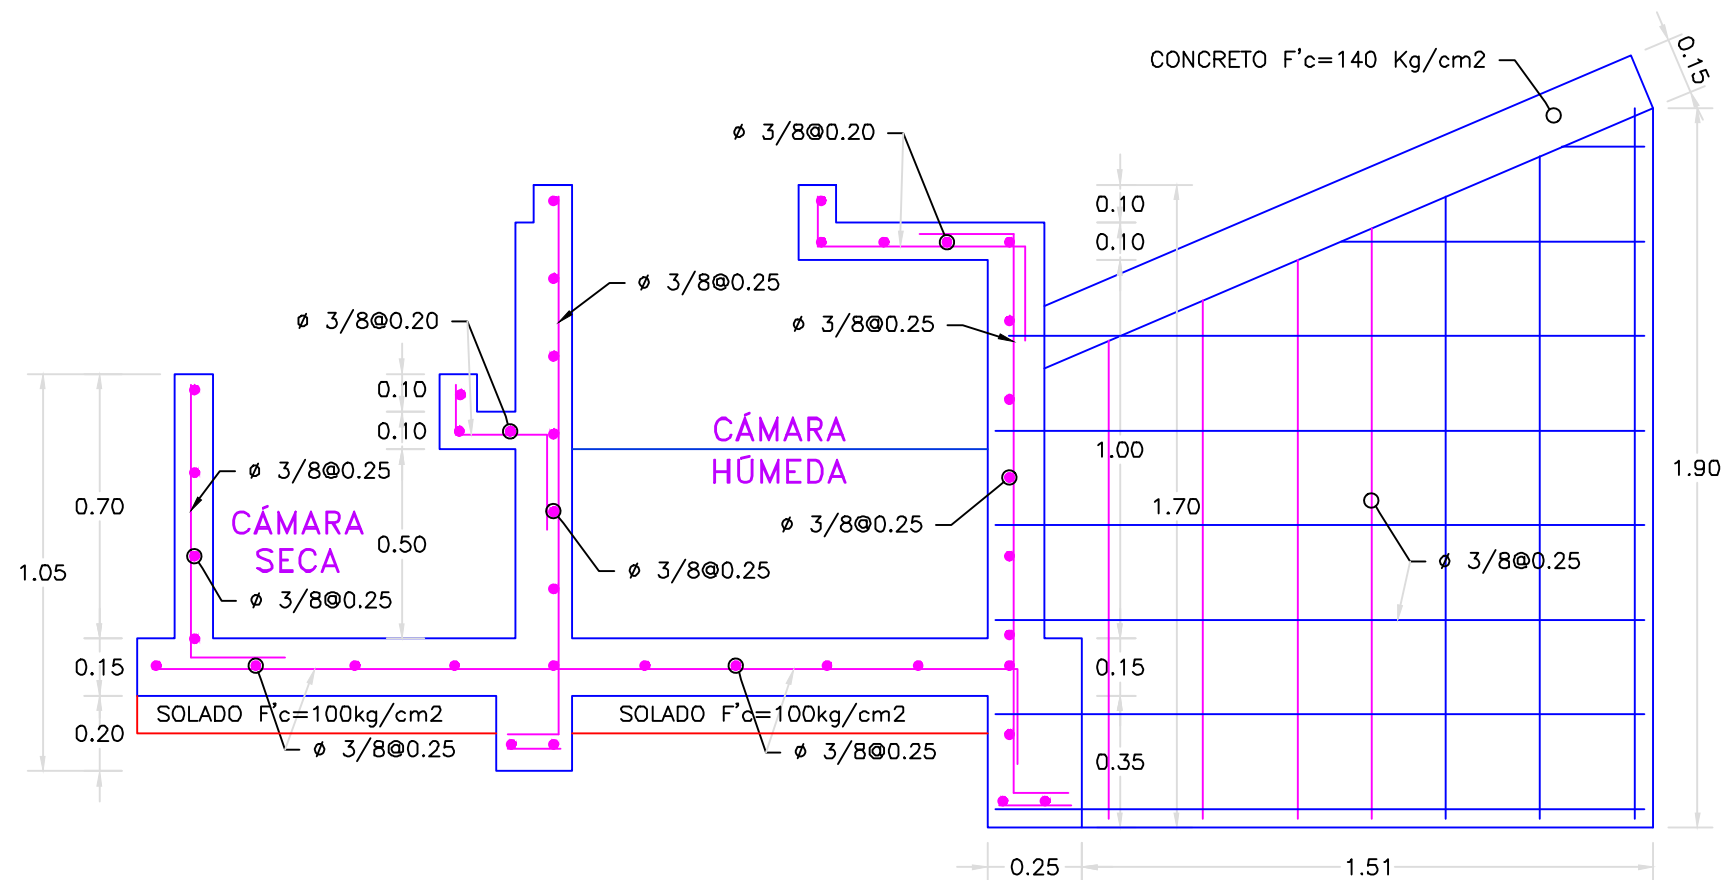 CONCRETO F'c=140 Kg/cm2
0.15
ø 3/8@0.20
0.10
0.10
ø 3/8@0.25
ø 3/8@0.20
ø 3/8@0.25
0.10
0.10
CÁMARA
HÚMEDA
1.00
1.90
ø 3/8@0.25
0.70
1.70
CÁMARA
SECA
0.50
ø 3/8@0.25
1.05
ø 3/8@0.25
ø 3/8@0.25
ø 3/8@0.25
0.15
0.15
SOLADO F'c=100kg/cm2
SOLADO F'c=100kg/cm2
0.20
ø 3/8@0.25
ø 3/8@0.25
0.35
0.25
1.51